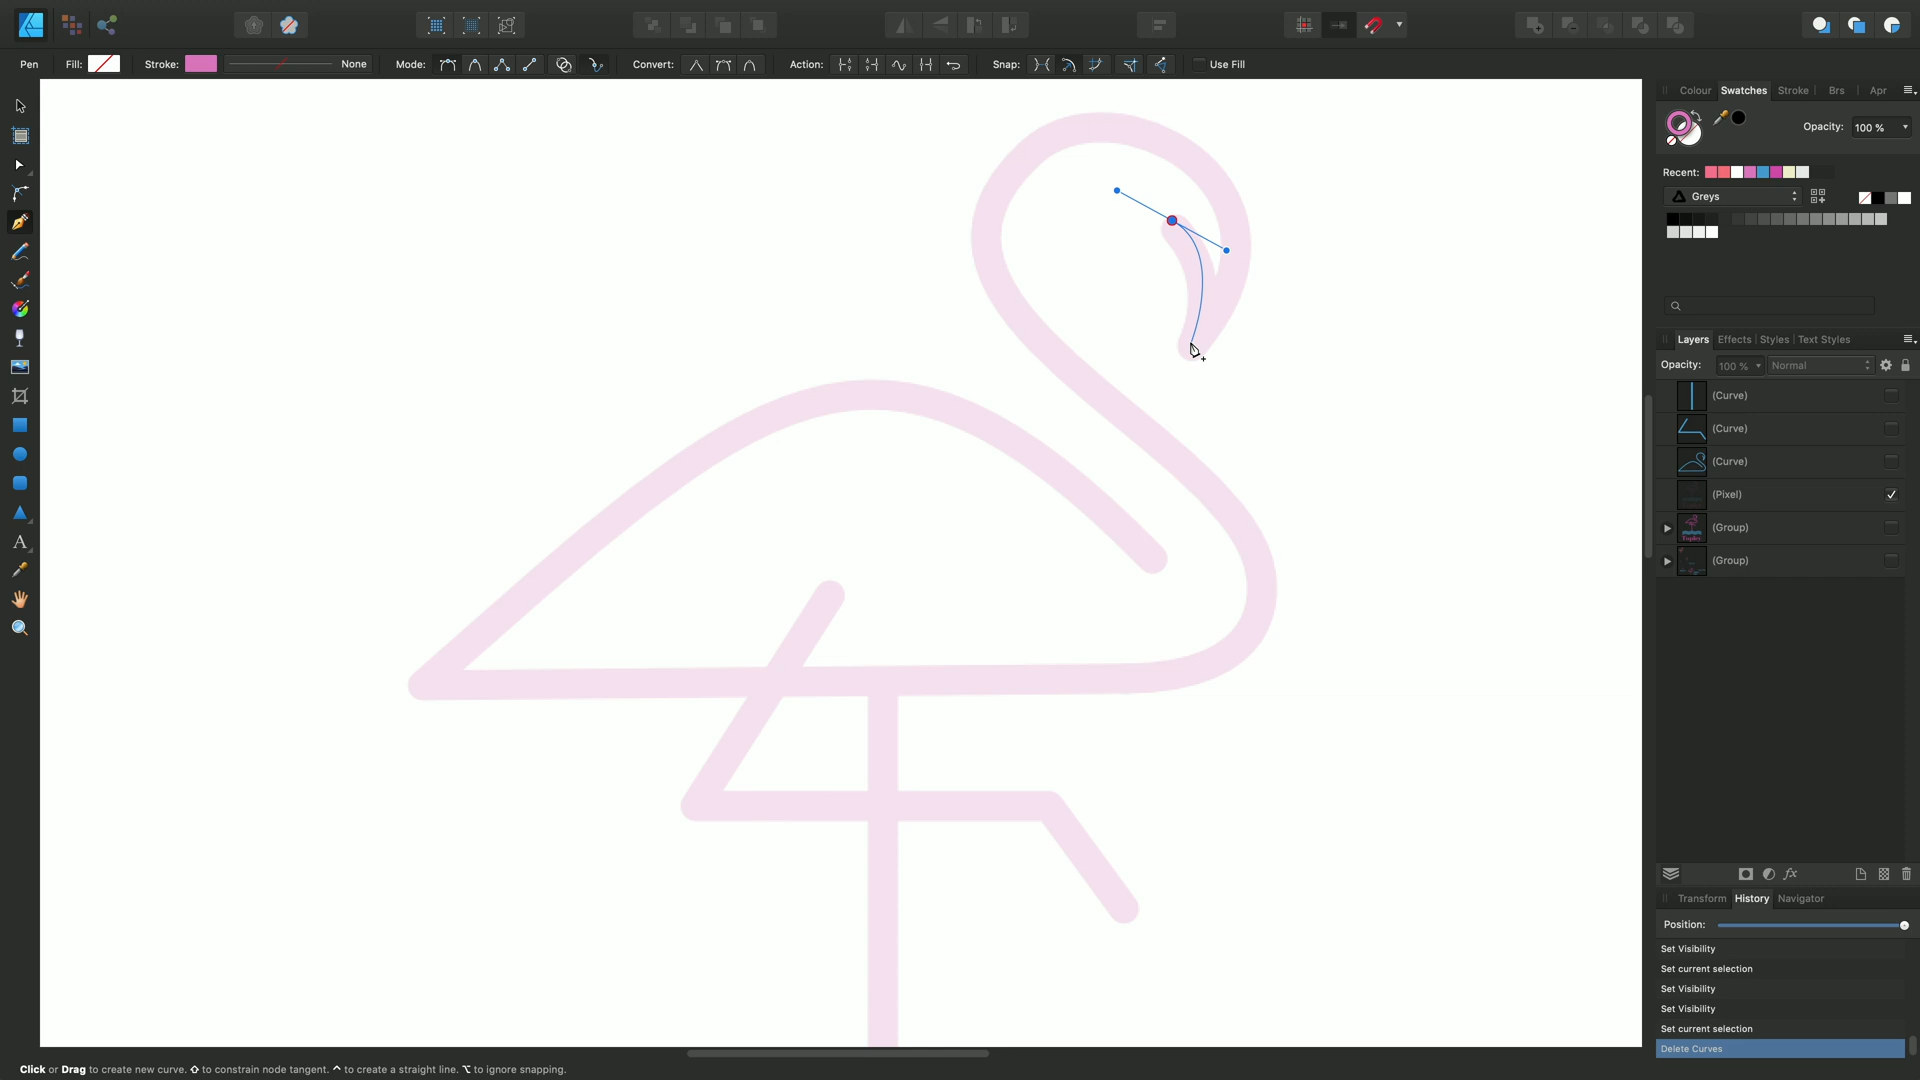 Pen Fill: Stroke: None Mode: Convert: Action: Snap: Use Fill
Colour Swatches Stroke Brs Apr
Opacity: 100 %
Recent:
Greys
Layers Effects Styles Text Styles
Opacity: 100 % Normal
(Curve)
(Curve)
(Curve)
(Pixel)
(Group)
(Group)
fx
Transform History Navigator
Position:
Set Visibility
Set current selection
Set Visibility
Set Visibility
Set current selection
Delete Curves
Click or Drag to create new curve. ⇧ to constrain node tangent. ^ to create a straight line. ⌥ to ignore snapping.